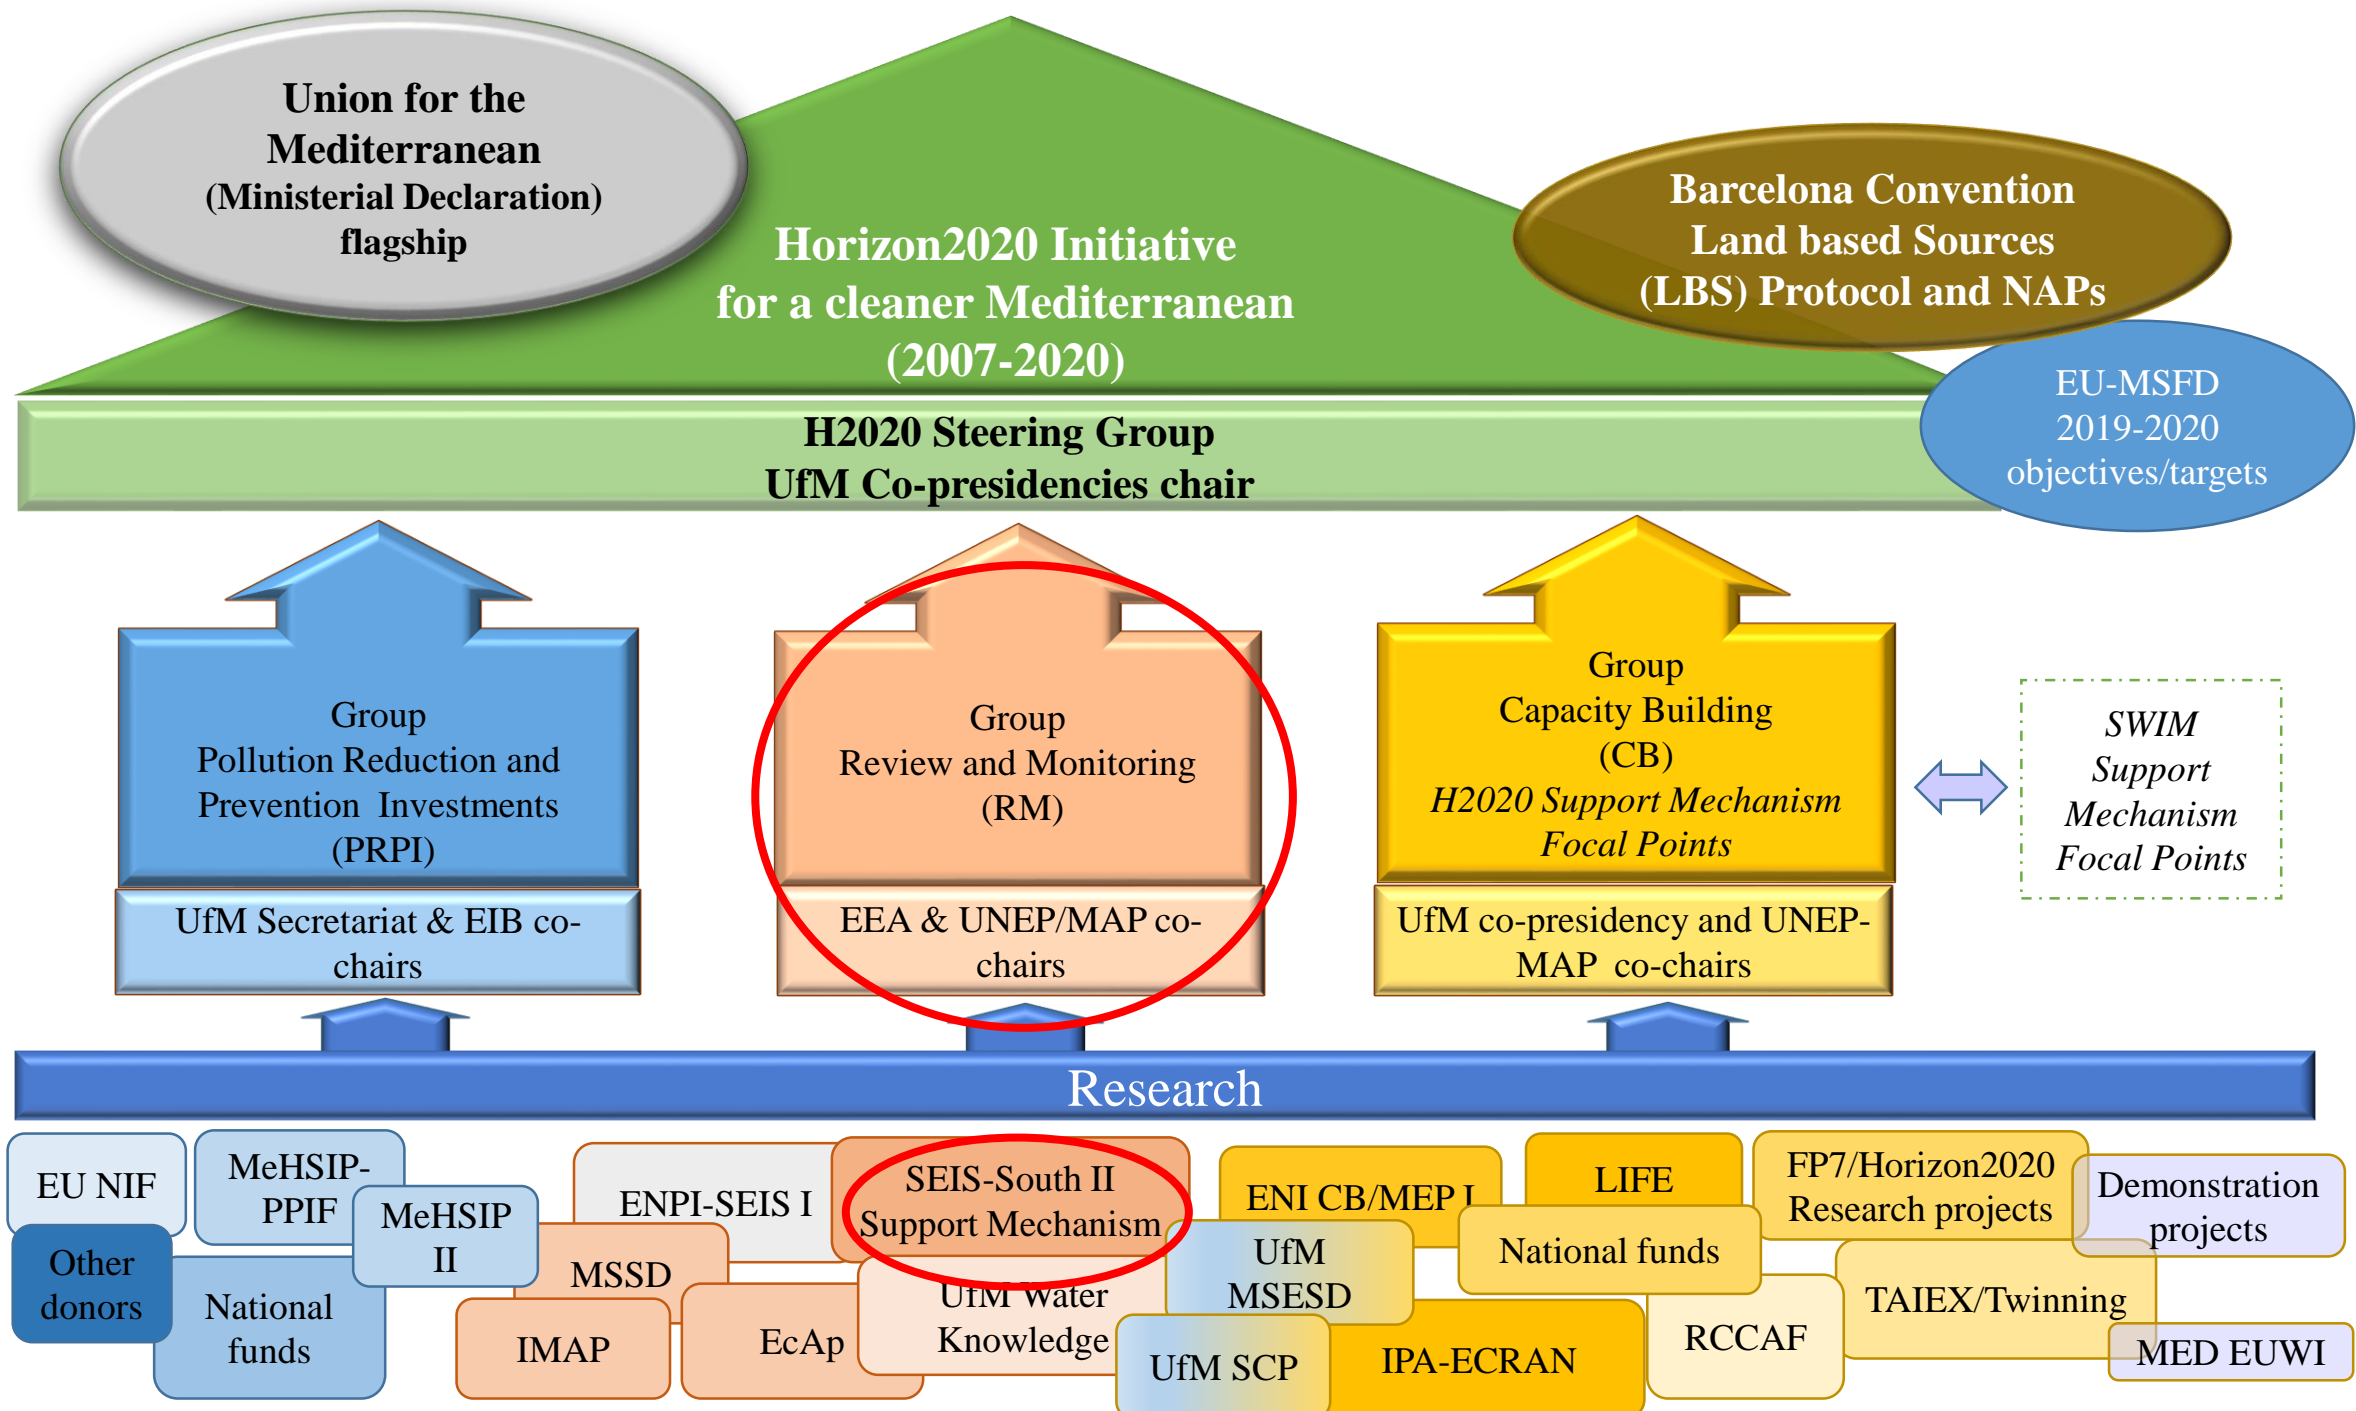 Union for the
Mediterranean
(Ministerial Declaration)
flagship
Horizon2020 Initiative
for a cleaner Mediterranean
(2007-2020)
Barcelona Convention
Land based Sources
(LBS) Protocol and NAPs
EU-MSFD
2019-2020
objectives/targets
H2020 Steering Group
UfM Co-presidencies chair
Group
Pollution Reduction and
Prevention Investments
(PRPI)
UfM Secretariat & EIB co-
chairs
Group
Review and Monitoring
(RM)
EEA & UNEP/MAP co-
chairs
Group
Capacity Building
(CB)
H2020 Support Mechanism
Focal Points
UfM co-presidency and UNEP-
MAP co-chairs
SWIM
Support
Mechanism
Focal Points
Research
EU NIF
MeHSIP-
PPIF
MeHSIP
II
Other
donors
National
funds
ENPI-SEIS I
SEIS-South II
Support Mechanism
MSSD
IMAP
EcAp
UfM Water
Knowledge
ENI CB/MEP I
UfM
MSESD
UfM SCP
LIFE
National funds
IPA-ECRAN
FP7/Horizon2020
Research projects
Demonstration
projects
RCCAF
TAIEX/Twinning
MED EUWI